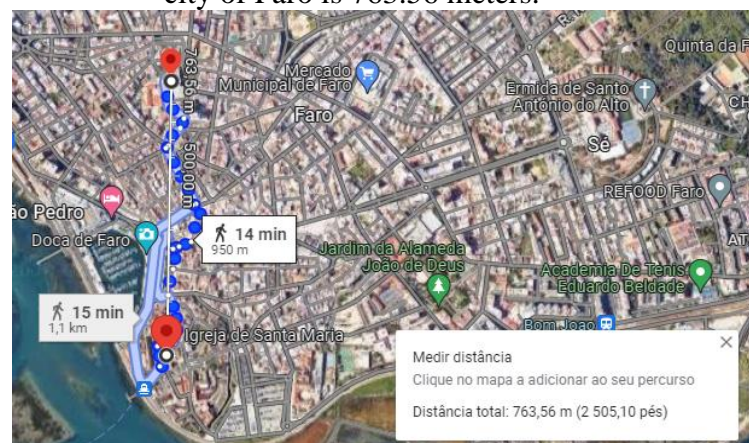 city of Faro is 763.56 meters.
763,56 m
500,00 m
Mercado
Municipal de Faro
Quinta da F
Ermida de Santo
António do Alto
CH
Faro
Sé
REFOOD Faro
ão Pedro
Doca de Faro
14 min
950 m
Jardim da Alameda
João de Deus
Academia De Tenis
Eduardo Beldade
AT
15 min
1,1 km
Igreja de Santa Maria
Bom João
Medir distância
Clique no mapa a adicionar ao seu percurso
Distância total: 763,56 m (2 505,10 pés)